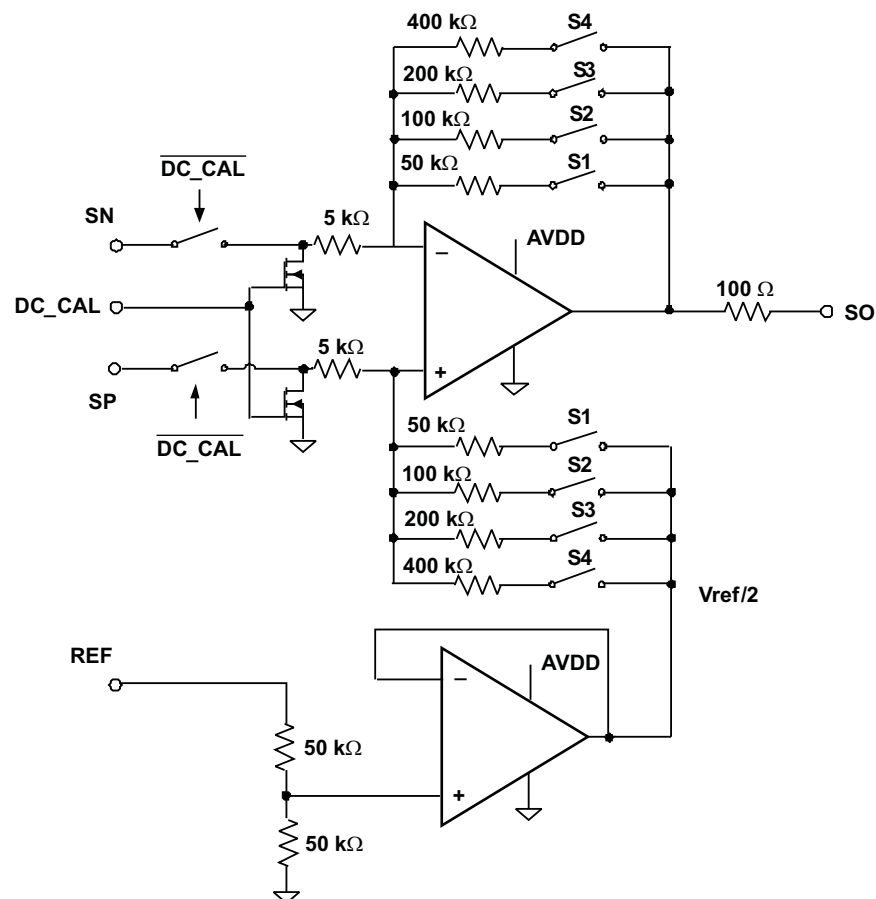 400 kΩ S4
200 kΩ S3
100 kΩ S2
50 kΩ S1
DC_CAL
SN
5 kΩ
−
AVDD
DC_CAL
100 Ω
SO
5 kΩ
+
SP
DC_CAL
50 kΩ S1
100 kΩ S2
200 kΩ S3
400 kΩ S4
Vref/2
REF
−
AVDD
50 kΩ
+
50 kΩ